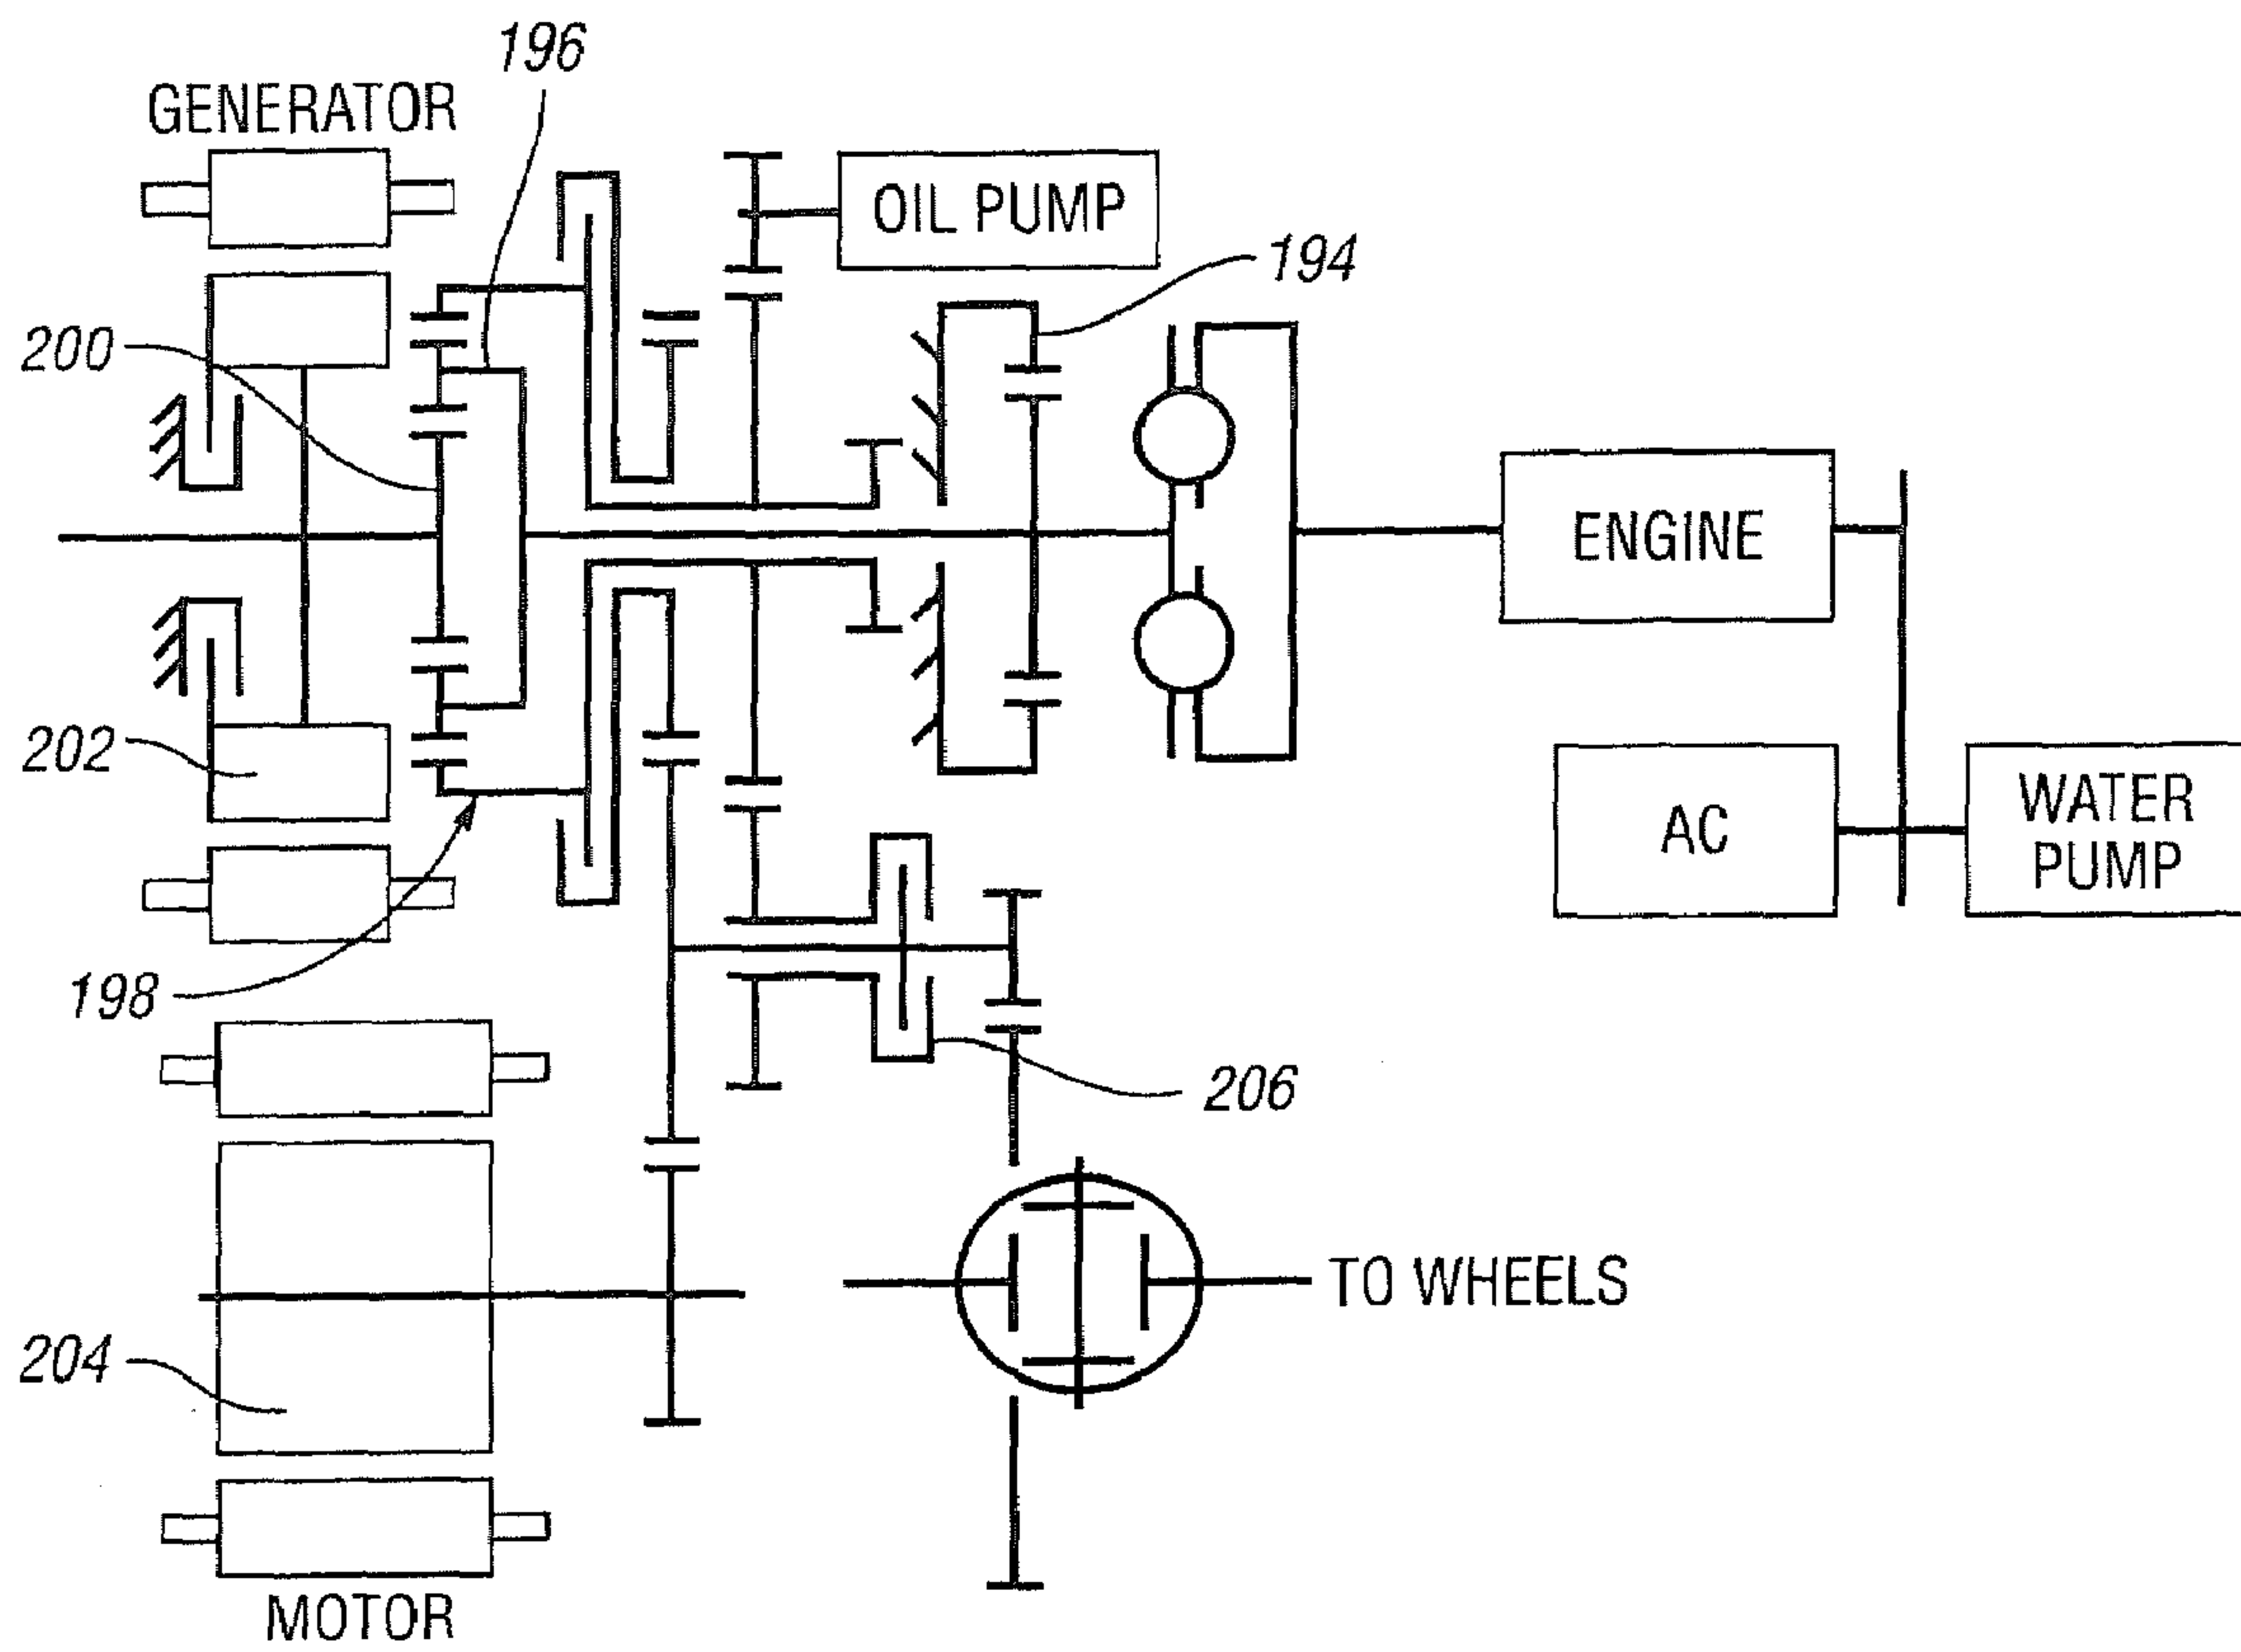 196
GENERATOR
OIL PUMP
194
200
ENGINE
202
AC
WATER
PUMP
198
206
TO WHEELS
204
MOTOR